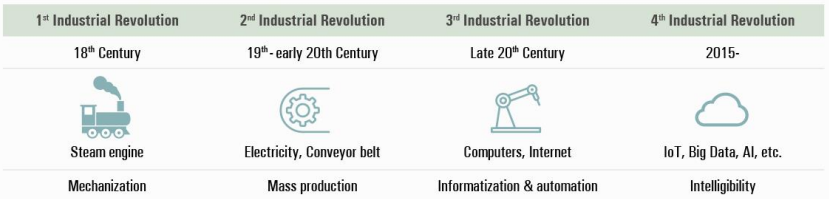 1st Industrial Revolution 2nd Industrial Revolution 3rd Industrial Revolution 4th Industrial Revolution
18th Century 19th - early 20th Century Late 20th Century 2015-
Steam engine Electricity, Conveyor belt Computers, Internet IoT, Big Data, AI, etc.
Mechanization Mass production Informatization & automation Intelligibility